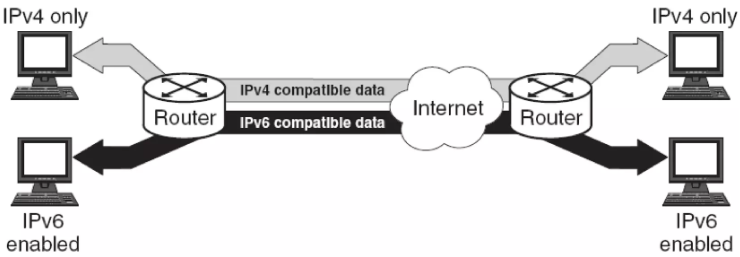 IPv4 only
IPv4 only
IPv4 compatible data
Internet
Router
Router
IPv6 compatible data
IPv6
enabled
IPv6
enabled